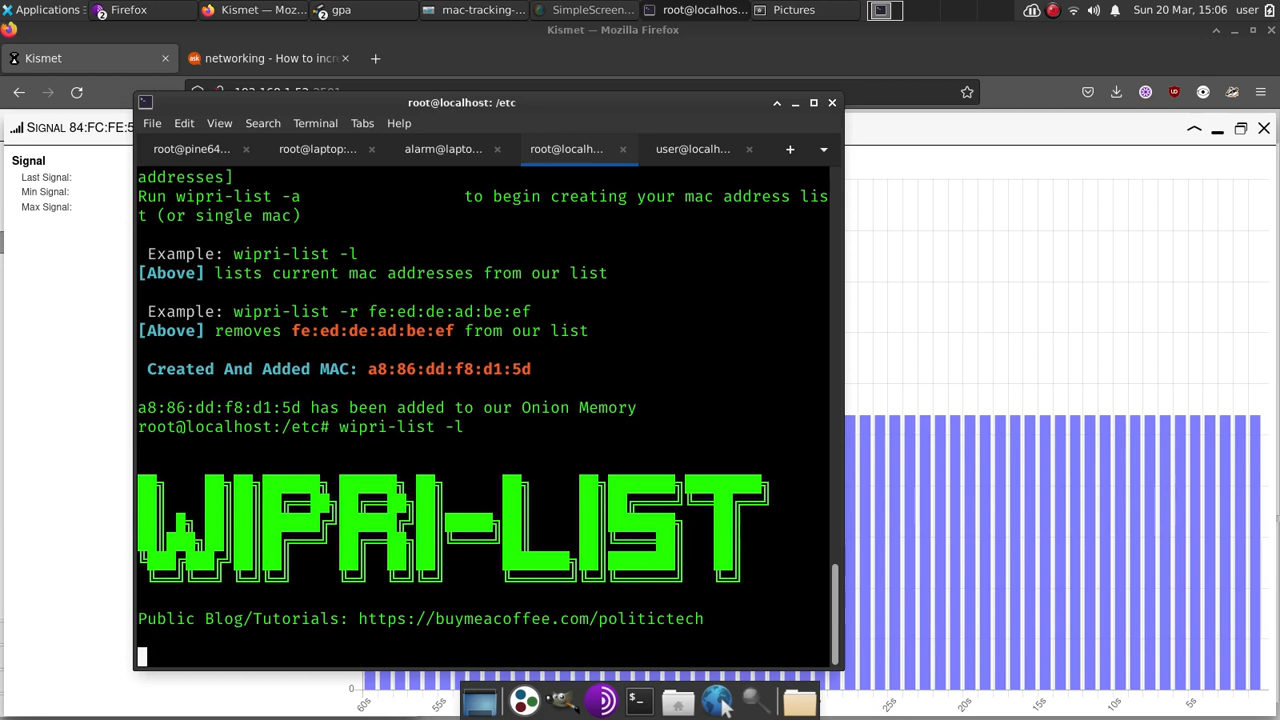 Applications
Firefox
Kismet — Mozi...
gpa
mac-tracking-...
SimpleScreen...
root@localhos...
Pictures
Sun 20 Mar, 15:06
user
Kismet — Mozilla Firefox
Kismet
networking - How to incre
root@localhost: /etc
SIGNAL 84:FC:FE:5
File Edit View Search Terminal Tabs Help
root@pine64...
root@laptop:...
alarm@lapto...
root@localh...
user@localh...
Signal
Last Signal:
Min Signal:
Max Signal:
addresses]
Run wipri-list -a to begin creating your mac address lis
t (or single mac)
Example: wipri-list -l
[Above] lists current mac addresses from our list
Example: wipri-list -r fe:ed:de:ad:be:ef
[Above] removes fe:ed:de:ad:be:ef from our list
Created And Added MAC: a8:86:dd:f8:d1:5d
a8:86:dd:f8:d1:5d has been added to our Onion Memory
root@localhost:/etc# wipri-list -l
WIPRI-LIST
Public Blog/Tutorials: https://buymeacoffee.com/politictech
0
60s
25s
20s
15s
10s
5s